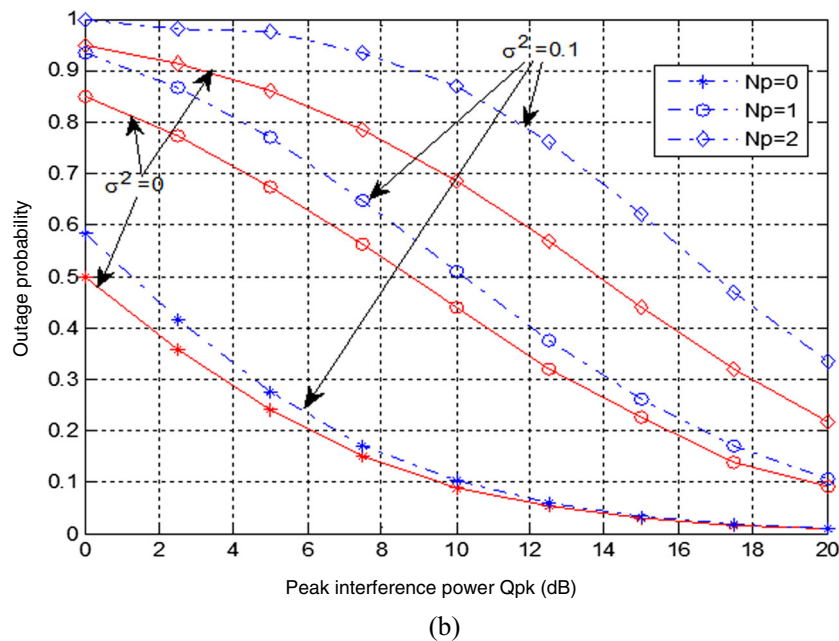 1
0.9
0.8
0.7
0.6
0.5
0.4
0.3
0.2
0.1
0
Outage probability
σ²=0.1
σ²=0
Np=0
Np=1
Np=2
0 2 4 6 8 10 12 14 16 18 20
Peak interference power Qpk (dB)
(b)